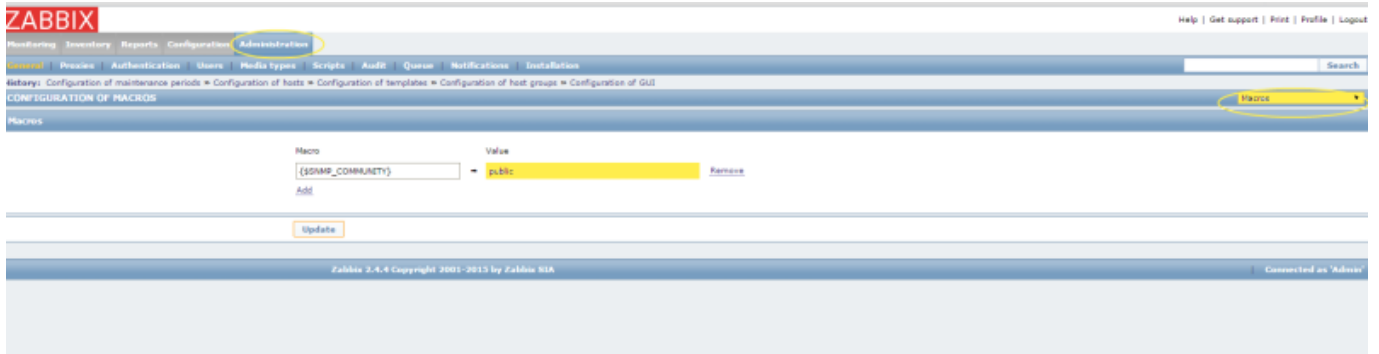 ZABBIX
Help | Get support | Print | Profile | Logout
Monitoring Inventory Reports Configuration Administration
General | Proxies | Authentication | Users | Media types | Scripts | Audit | Queue | Notifications | Installation
Search
History: Configuration of maintenance periods » Configuration of hosts » Configuration of templates » Configuration of host groups » Configuration of GUI
CONFIGURATION OF MACROS
Macros
Macros
Macro Value
{$SNMP_COMMUNITY} ⇒ public Remove
Add
Update
Zabbix 2.4.4 Copyright 2001-2015 by Zabbix SIA
Connected as 'Admin'